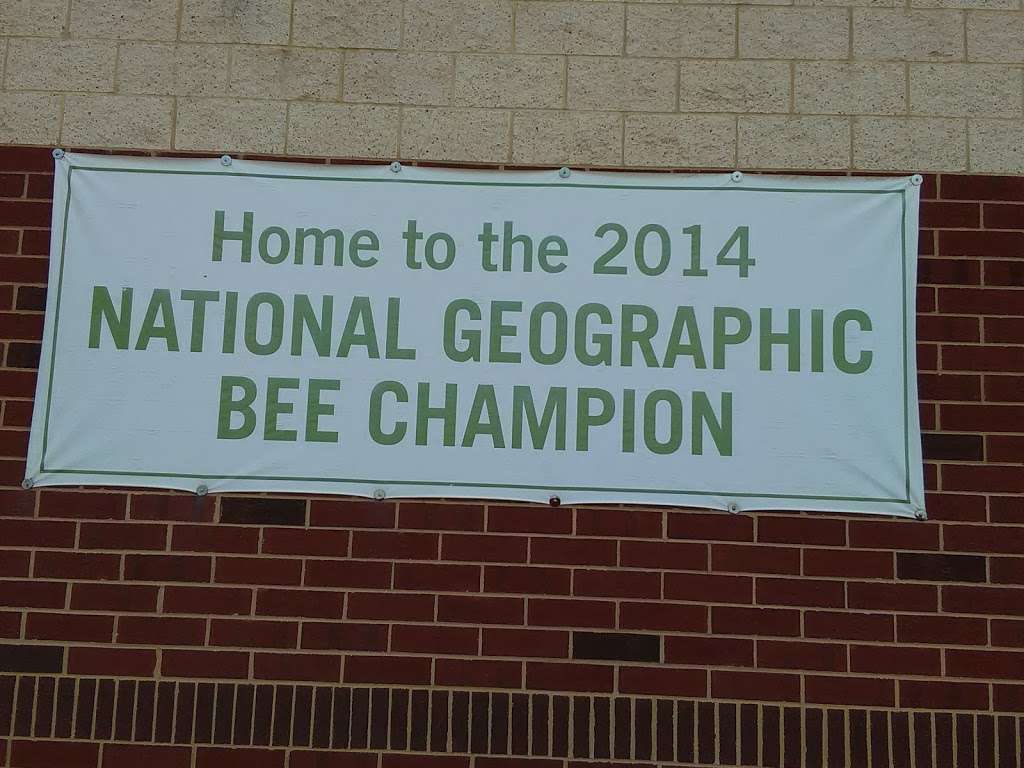 Home to the 2014
NATIONAL GEOGRAPHIC
BEE CHAMPION